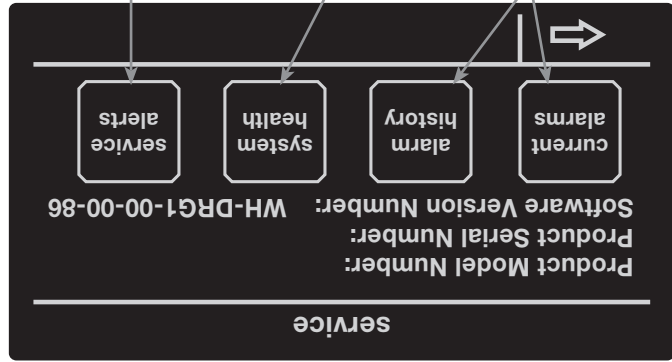 service
Product Model Number:
Product Serial Number:
Software Version Number: WH-DRG1-00-00-86
current
alarms
alarm
history
system
health
service
alerts